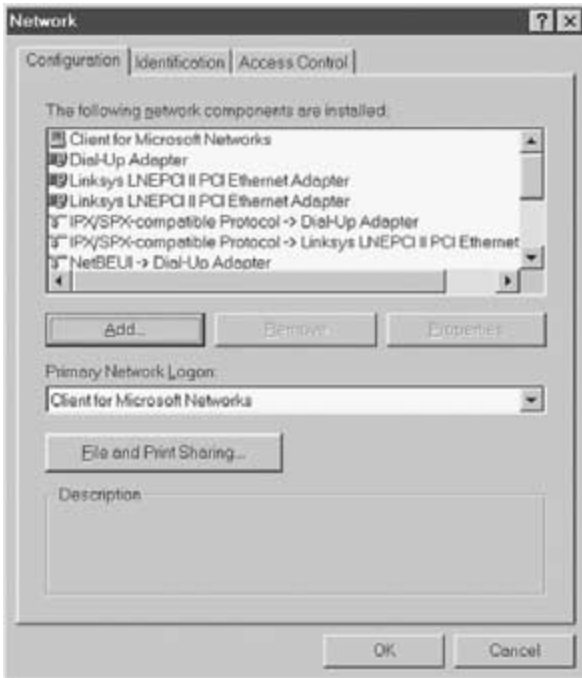 Network
Configuration Identification Access Control
The following network components are installed:
Client for Microsoft Networks
Dial-Up Adapter
Linksys LNEPCI II PCI Ethernet Adapter
Linksys LNEPCI II PCI Ethernet Adapter
IPX/SPX-compatible Protocol -> Dial-Up Adapter
IPX/SPX-compatible Protocol -> Linksys LNEPCI II PCI Ethernet
NetBEUI -> Dial-Up Adapter
Add... Remove Properties
Primary Network Logon:
Client for Microsoft Networks
File and Print Sharing...
Description
OK Cancel